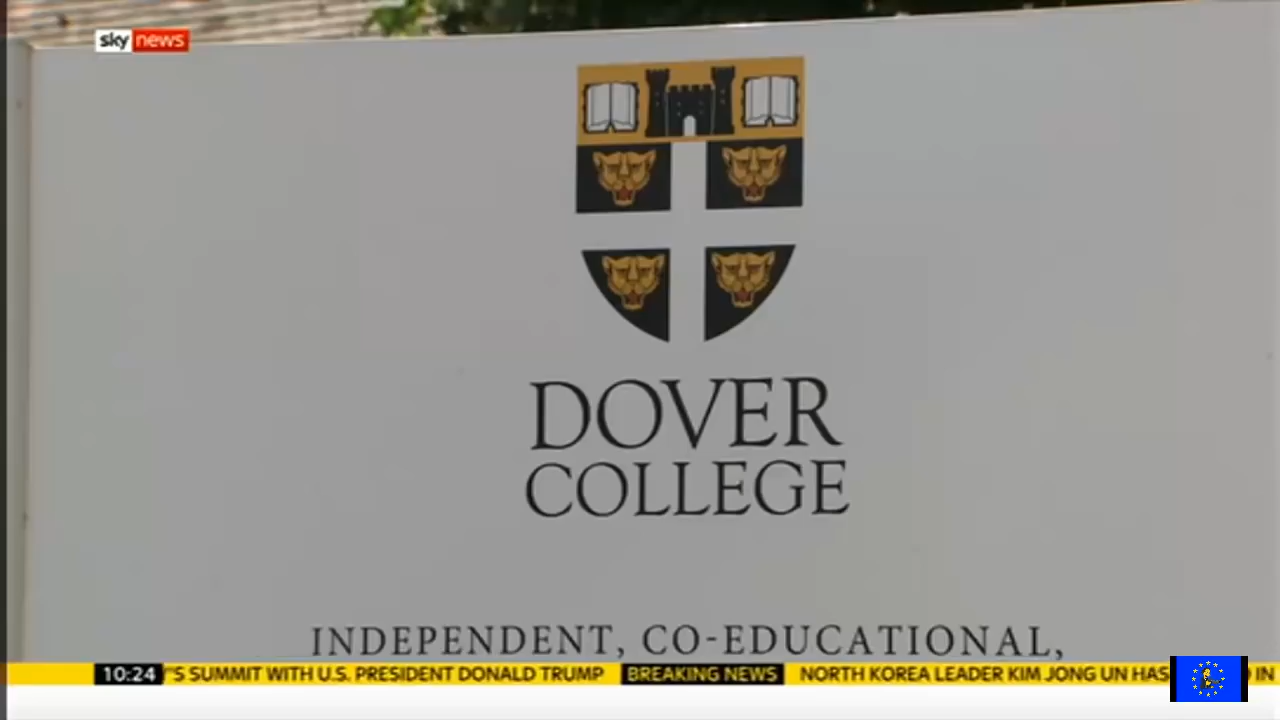 sky news
DOVER
COLLEGE
INDEPENDENT, CO-EDUCATIONAL,
10:24 'S SUMMIT WITH U.S. PRESIDENT DONALD TRUMP BREAKING NEWS NORTH KOREA LEADER KIM JONG UN HAS IN